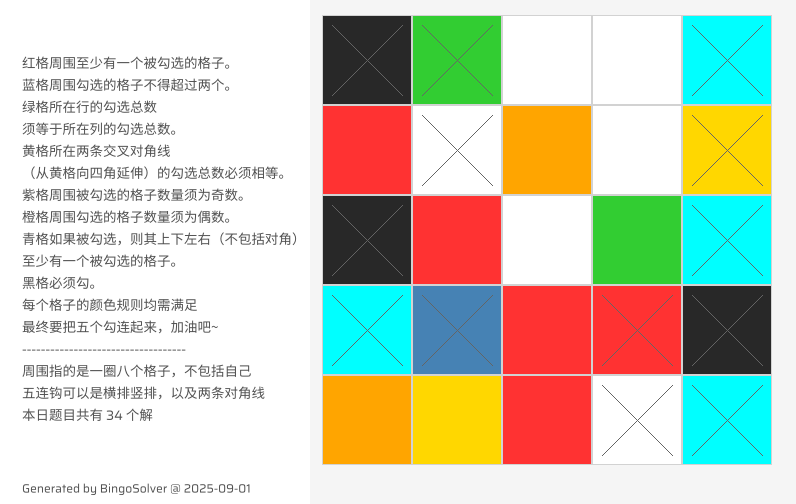 红格周围至少有一个被勾选的格子。
蓝格周围勾选的格子不得超过两个。
绿格所在行的勾选总数
须等于所在列的勾选总数。
黄格所在两条交叉对角线
（从黄格向四角延伸）的勾选总数必须相等。
紫格周围被勾选的格子数量须为奇数。
橙格周围勾选的格子数量须为偶数。
青格如果被勾选，则其上下左右（不包括对角）
至少有一个被勾选的格子。
黑格必须勾。
每个格子的颜色规则均需满足
最终要把五个勾连起来，加油吧~
---------------------------------
周围指的是一圈八个格子，不包括自己
五连钩可以是横排竖排，以及两条对角线
本日题目共有 34 个解
Generated by BingoSolver @ 2025-09-01